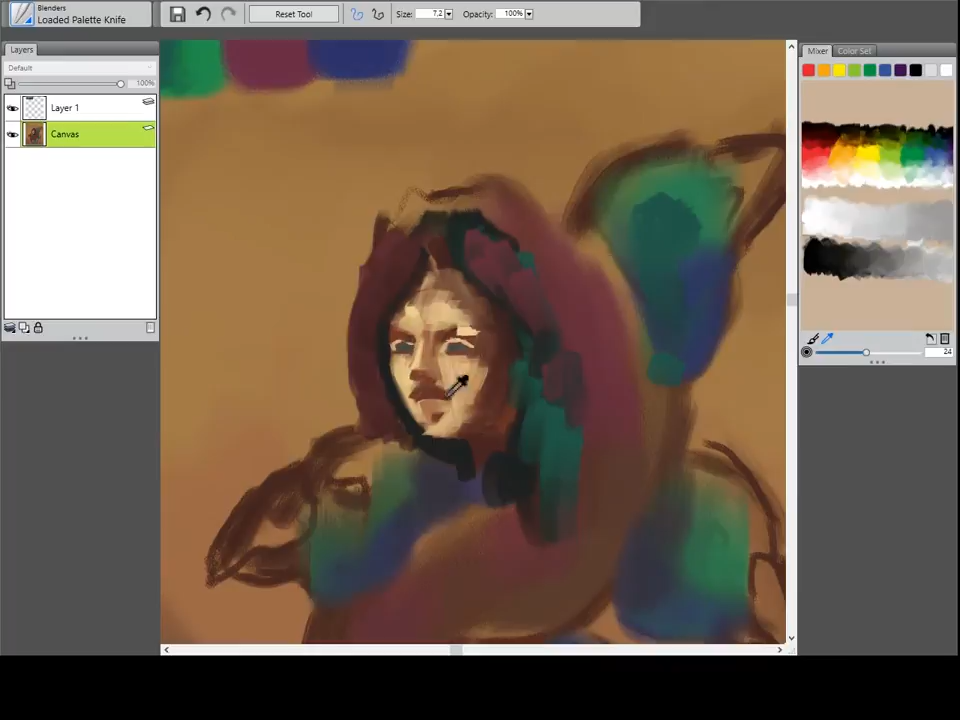 Blenders
Loaded Palette Knife
Reset Tool
Size: 7.2
Opacity: 100%
Layers
Default
100%
Layer 1
Canvas
Mixer
Color Set
24